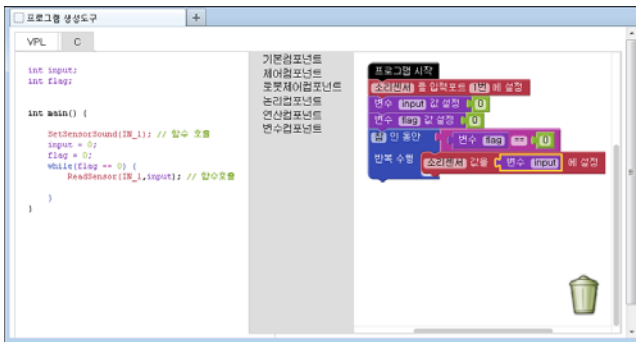 프로그램 생성도구
+
VPL C
int input;
int flag;
int main() {
SetSensorSound(IN_1); // 함수 호출
input = 0;
flag = 0;
while(flag == 0) {
ReadSensor(IN_1,input); // 함수호출
}
}
기본컴포넌트
제어컴포넌트
로봇제어컴포넌트
논리컴포넌트
연산컴포넌트
변수컴포넌트
프로그램 시작
소리센서 를 입력포트 1번 에 설정
변수 input 값 설정 0
변수 flag 값 설정 0
참 인 동안 변수 flag == 0
반복 수행 소리센서 값을 변수 input 에 설정